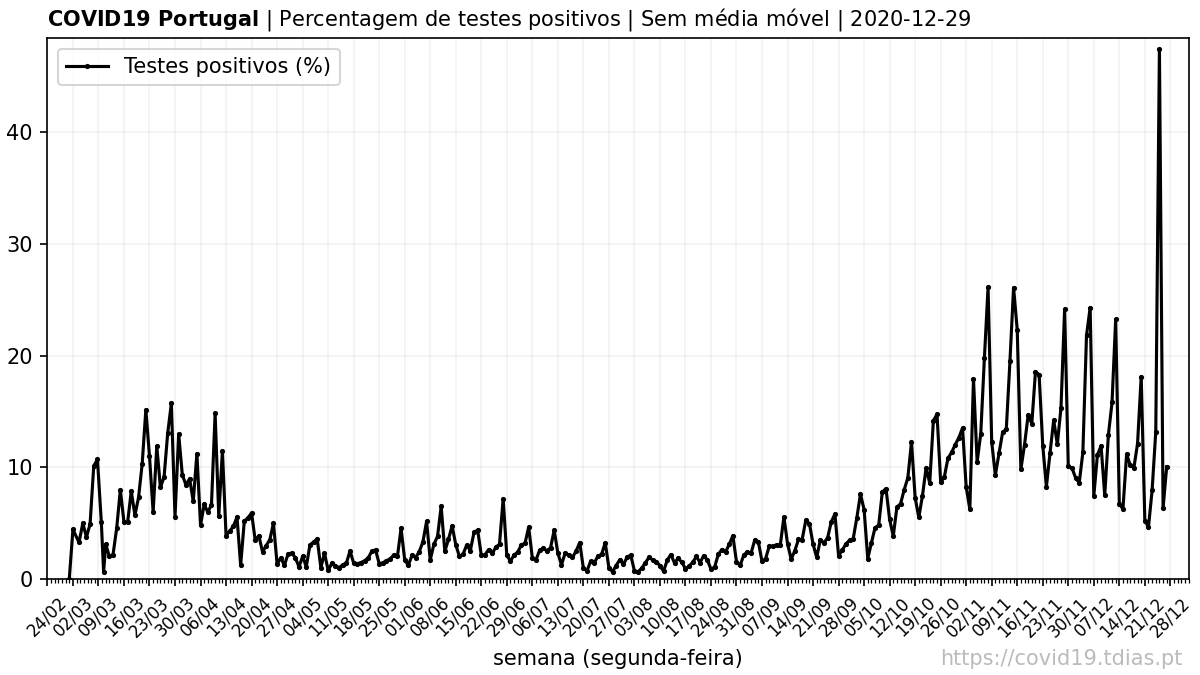 COVID19 Portugal | Percentagem de testes positivos | Sem média móvel | 2020-12-29
Testes positivos (%)
40
30
20
10
0
24/02 02/03 09/03 16/03 23/03 30/03 06/04 13/04 20/04 27/04 04/05 11/05 18/05 25/05 01/06 08/06 15/06 22/06 29/06 06/07 13/07 20/07 27/07 03/08 10/08 17/08 24/08 31/08 07/09 14/09 21/09 28/09 05/10 12/10 19/10 26/10 02/11 09/11 16/11 23/11 30/11 07/12 14/12 21/12 28/12
semana (segunda-feira)
https://covid19.tdias.pt